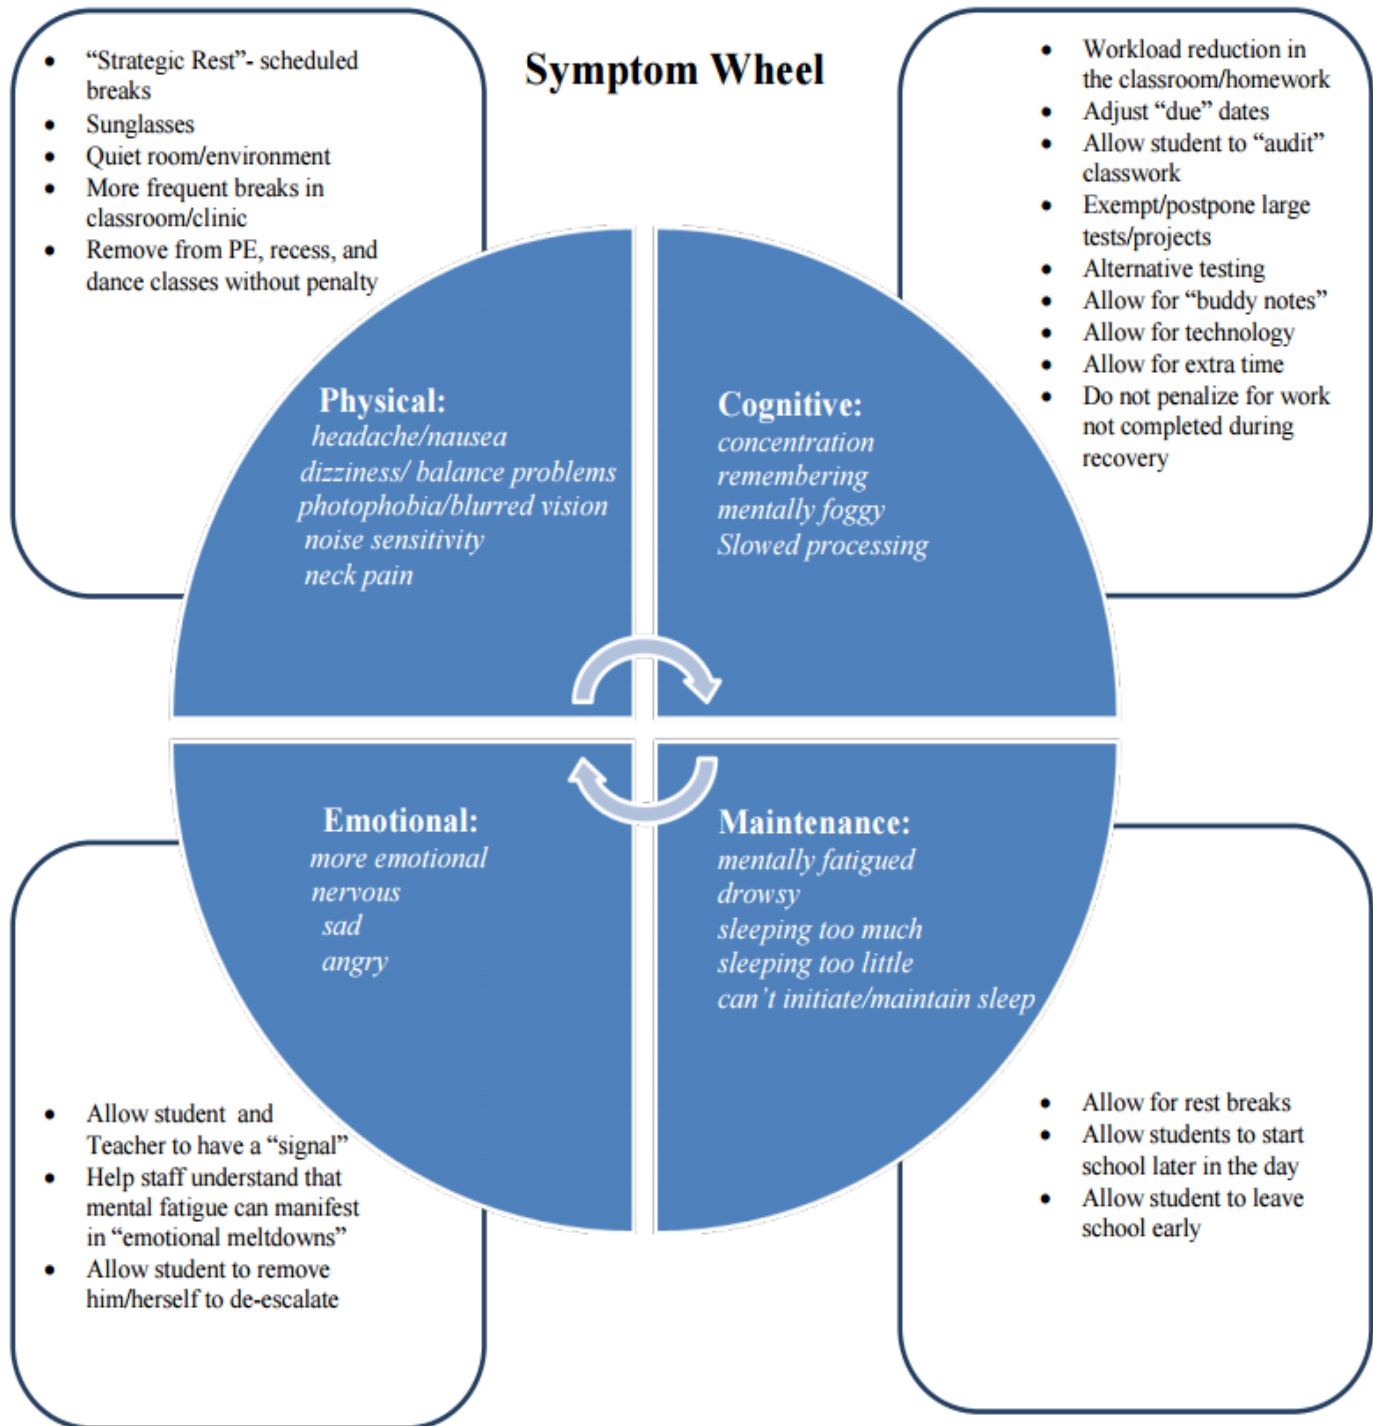 Symptom Wheel
• “Strategic Rest”- scheduled
breaks
• Sunglasses
• Quiet room/environment
• More frequent breaks in
classroom/clinic
• Remove from PE, recess, and
dance classes without penalty
• Workload reduction in
the classroom/homework
• Adjust “due” dates
• Allow student to “audit”
classwork
• Exempt/postpone large
tests/projects
• Alternative testing
• Allow for “buddy notes”
• Allow for technology
• Allow for extra time
• Do not penalize for work
not completed during
recovery
Physical:
headache/nausea
dizziness/ balance problems
photophobia/blurred vision
noise sensitivity
neck pain
Cognitive:
concentration
remembering
mentally foggy
Slowed processing
Emotional:
more emotional
nervous
sad
angry
Maintenance:
mentally fatigued
drowsy
sleeping too much
sleeping too little
can’t initiate/maintain sleep
• Allow student and
Teacher to have a “signal”
• Help staff understand that
mental fatigue can manifest
in “emotional meltdowns”
• Allow student to remove
him/herself to de-escalate
• Allow for rest breaks
• Allow students to start
school later in the day
• Allow student to leave
school early